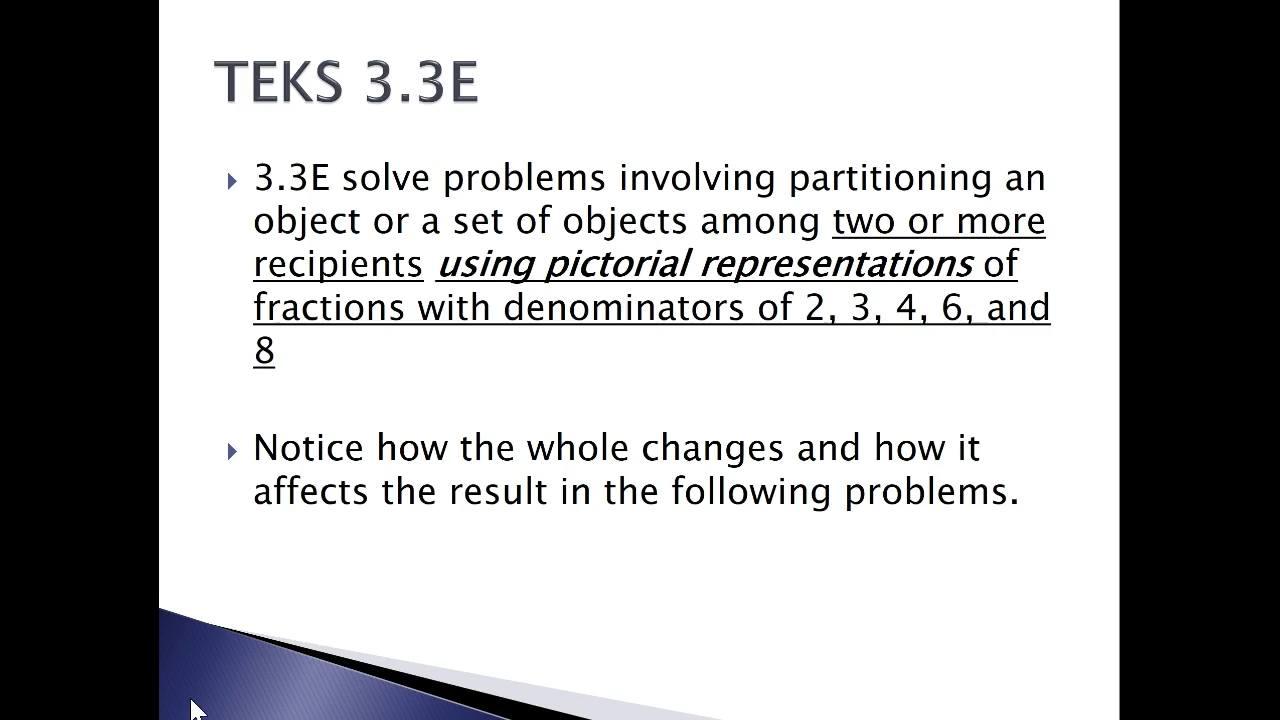 TEKS 3.3E
3.3E solve problems involving partitioning an
object or a set of objects among two or more
recipients using pictorial representations of
fractions with denominators of 2, 3, 4, 6, and
8
Notice how the whole changes and how it
affects the result in the following problems.